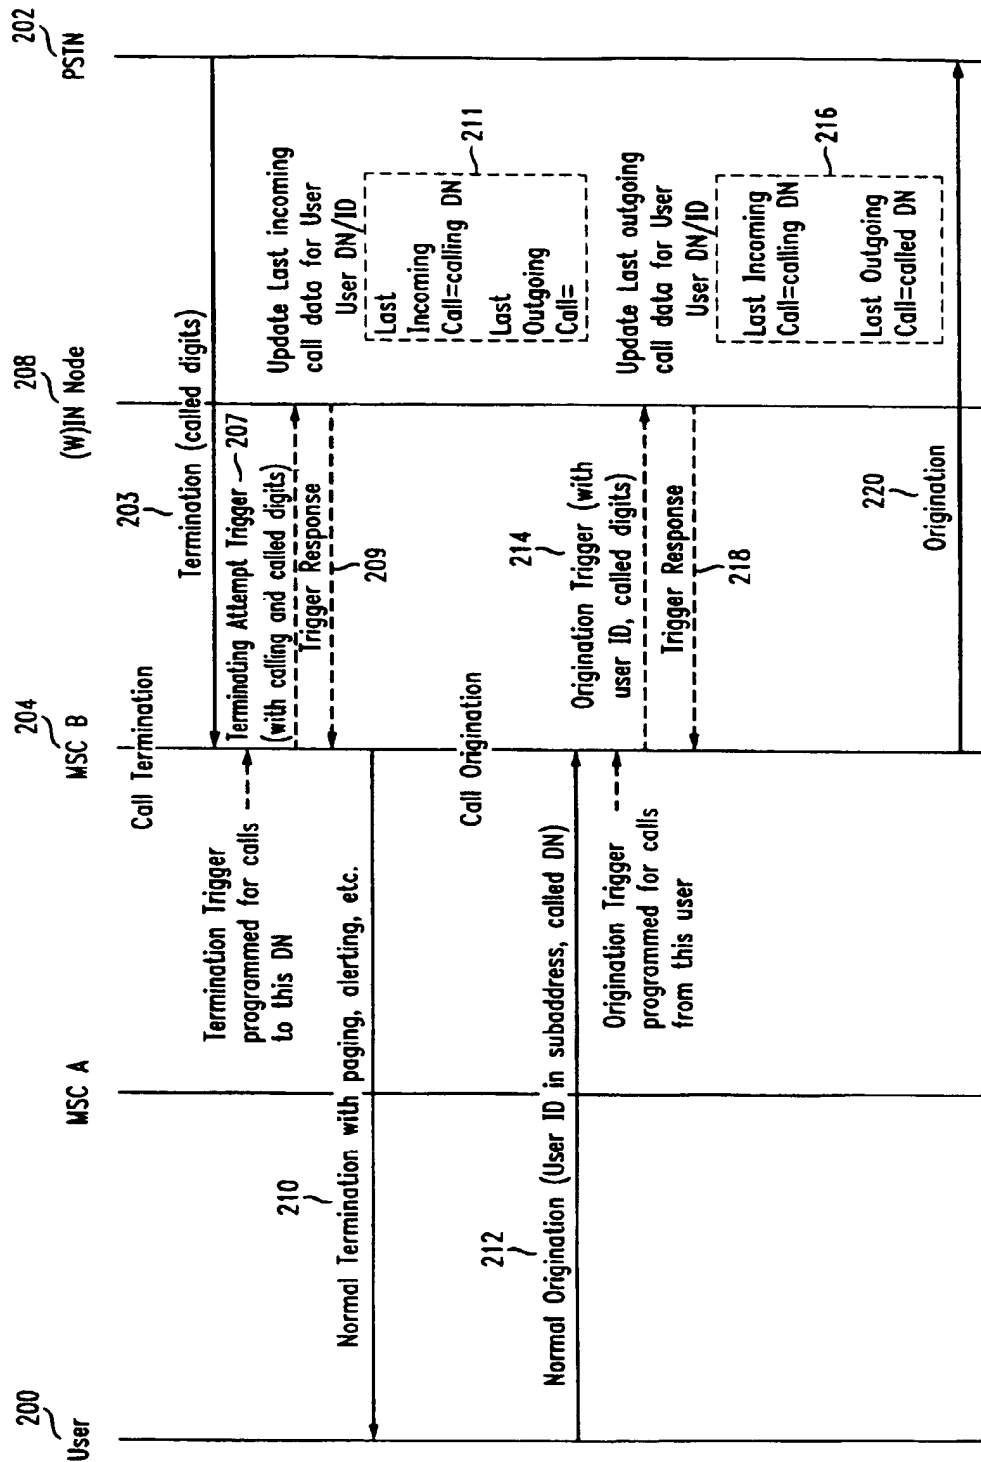 200
User
MSC A
204
MSC B
208
(W)IN Node
202
PSTN
Call Termination
203
Termination (called digits)
Termination Trigger
programmed for calls
to this DN
Terminating Attempt Trigger 207
(with calling and called digits)
Trigger Response
209
Update Last incoming
call data for User
User DN/ID
Last
Incoming
Call=calling DN
Last
Outgoing
Call=
211
210
Normal Termination with paging, alerting, etc.
Call Origination
212
Normal Origination (User ID in subaddress, called DN)
Origination Trigger
programmed for calls
from this user
214
Origination Trigger (with
user ID, called digits)
Trigger Response
218
Update Last outgoing
call data for User
User DN/ID
Last Incoming
Call=calling DN
Last Outgoing
Call=called DN
216
220
Origination